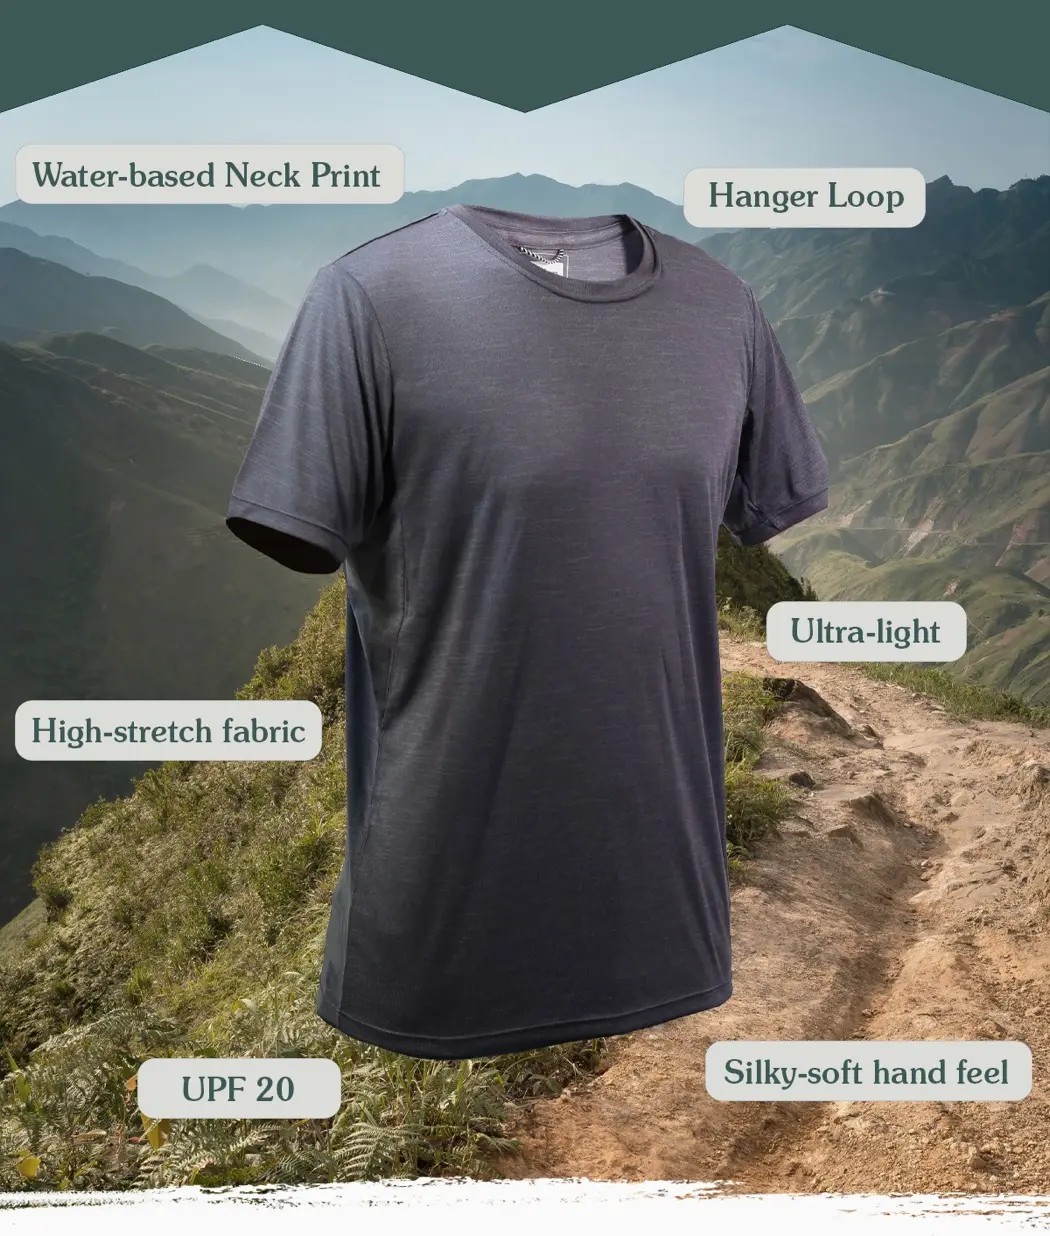 Water-based Neck Print
Hanger Loop
Ultra-light
High-stretch fabric
Silky-soft hand feel
UPF 20